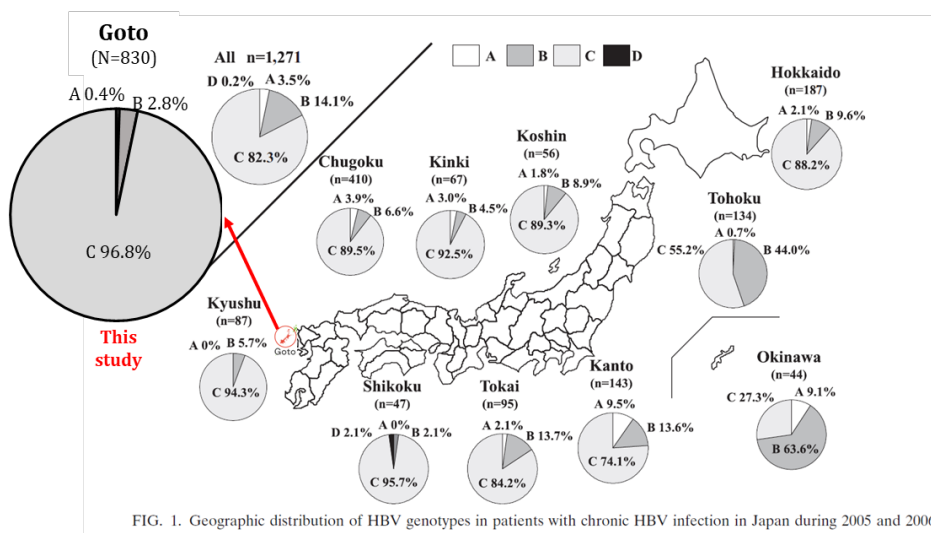 Goto
(N=830)
A 0.4%
B 2.8%
C 96.8%
This
study
All n=1,271
D 0.2% A 3.5%
B 14.1%
C 82.3%
A
B
C
D
Hokkaido
(n=187)
A 2.1%
B 9.6%
C 88.2%
Koshin
(n=56)
A 1.8%
B 8.9%
C 89.3%
Chugoku
(n=410)
A 3.9%
B 6.6%
C 89.5%
Kinki
(n=67)
A 3.0%
B 4.5%
C 92.5%
Tohoku
(n=134)
A 0.7%
C 55.2%
B 44.0%
Kyushu
(n=87)
A 0% B 5.7%
C 94.3%
Goto
Shikoku
(n=47)
A 0%
D 2.1%
B 2.1%
C 95.7%
Tokai
(n=95)
A 2.1%
B 13.7%
C 84.2%
Kanto
(n=143)
A 9.5%
B 13.6%
C 74.1%
Okinawa
(n=44)
C 27.3%
A 9.1%
B 63.6%
FIG. 1. Geographic distribution of HBV genotypes in patients with chronic HBV infection in Japan during 2005 and